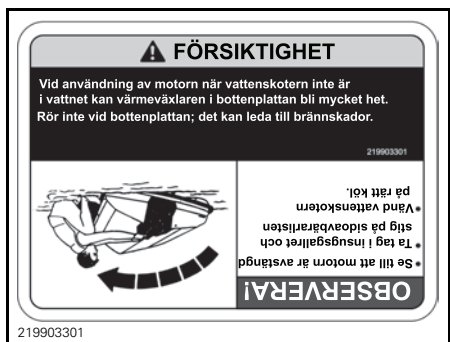 FÖRSIKTIGHET
Vid användning av motorn när vattenskotern inte är
i vattnet kan värmeväxlaren i bottenplattan bli mycket het.
Rör inte vid bottenplattan; det kan leda till brännskador.
219903301
OBSERVERA!
• Se till att motorn är avstängd
• Ta tag i insugsgallet och
stig på sidoavbärarlisten
• Vänd vattenskotern
på rätt köl.
219903301